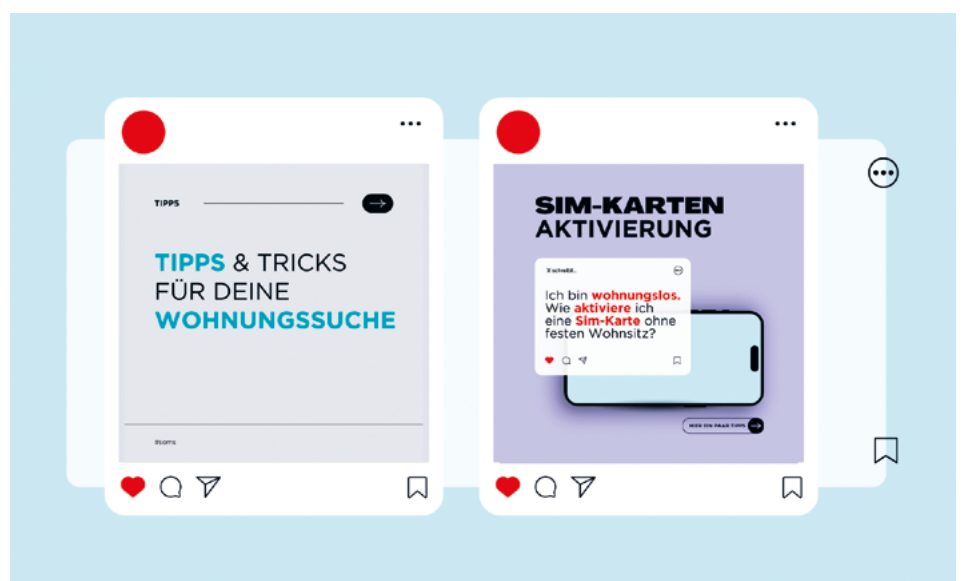 TIPPS
TIPPS & TRICKS
FÜR DEINE
WOHNUNGSSUCHE
SIM-KARTEN
AKTIVIERUNG
Ich bin wohnungslos.
Wie aktiviere ich
eine Sim-Karte ohne
festen Wohnsitz?
HIER EIN PAAR TIPPS